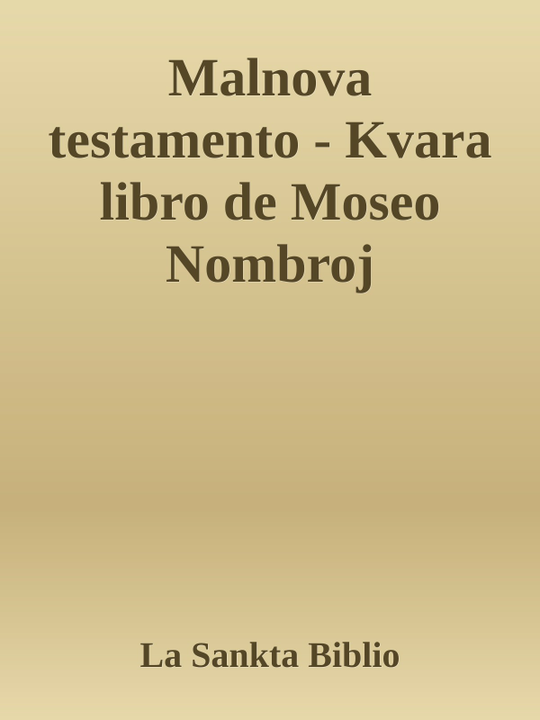 Malnova
testamento - Kvara
libro de Moseo
Nombroj
La Sankta Biblio